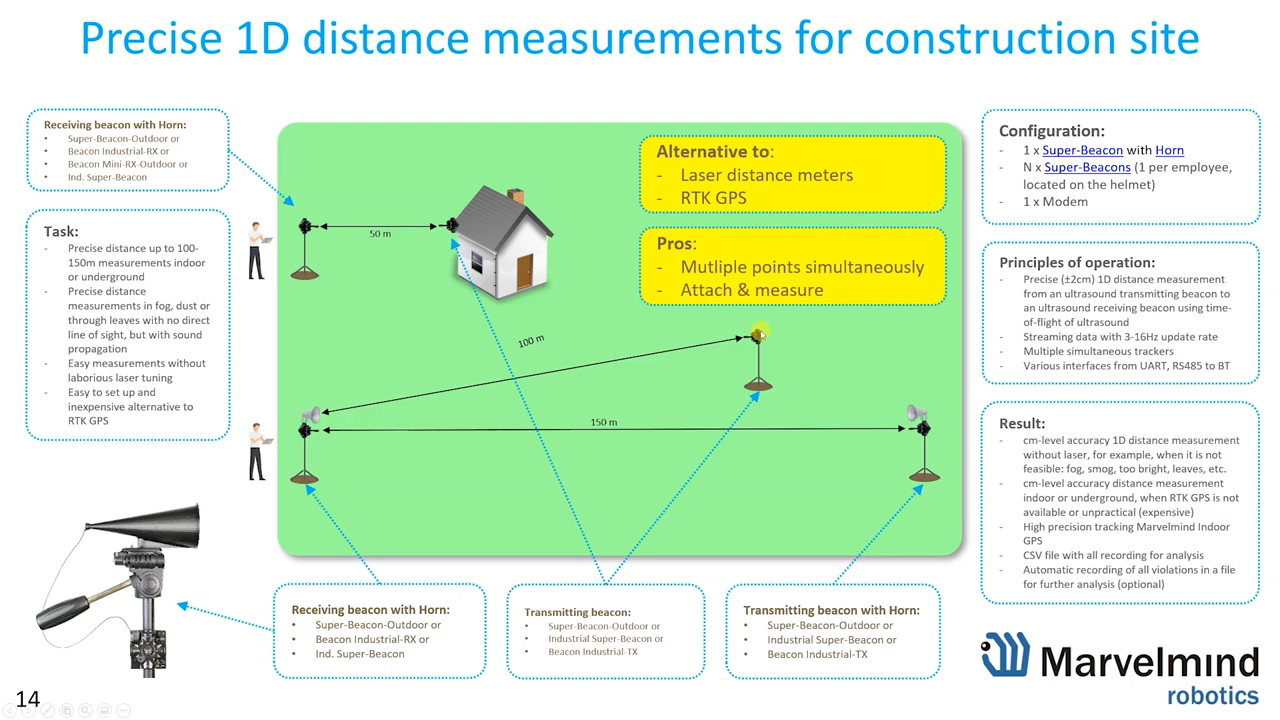 Precise 1D distance measurements for construction site
Receiving beacon with Horn:
• Super-Beacon-Outdoor or
• Beacon Industrial-RX or
• Beacon Mini-RX-Outdoor or
• Ind. Super-Beacon
Task:
- Precise distance up to 100-
150m measurements indoor
or underground
- Precise distance
measurements in fog, dust or
through leaves with no direct
line of sight, but with sound
propagation
- Easy measurements without
laborious laser tuning
- Easy to set up and
inexpensive alternative to
RTK GPS
50 m
100 m
150 m
Alternative to:
- Laser distance meters
- RTK GPS
Pros:
- Mutliple points simultaneously
- Attach & measure
Configuration:
- 1 x Super-Beacon with Horn
- N x Super-Beacons (1 per employee,
located on the helmet)
- 1 x Modem
Principles of operation:
- Precise (±2cm) 1D distance measurement
from an ultrasound transmitting beacon to
an ultrasound receiving beacon using time-
of-flight of ultrasound
- Streaming data with 3-16Hz update rate
- Multiple simultaneous trackers
- Various interfaces from UART, RS485 to BT
Result:
- cm-level accuracy 1D distance measurement
without laser, for example, when it is not
feasible: fog, smog, too bright, leaves, etc.
- cm-level accuracy distance measurement
indoor or underground, when RTK GPS is not
available or unpractical (expensive)
- High precision tracking Marvelmind Indoor
GPS
- CSV file with all recording for analysis
- Automatic recording of all violations in a file
for further analysis (optional)
Receiving beacon with Horn:
• Super-Beacon-Outdoor or
• Beacon Industrial-RX or
• Ind. Super-Beacon
Transmitting beacon:
• Super-Beacon-Outdoor or
• Industrial Super-Beacon or
• Beacon Industrial-TX
Transmitting beacon with Horn:
• Super-Beacon-Outdoor or
• Industrial Super-Beacon or
• Beacon Industrial-TX
Marvelmind
robotics
14